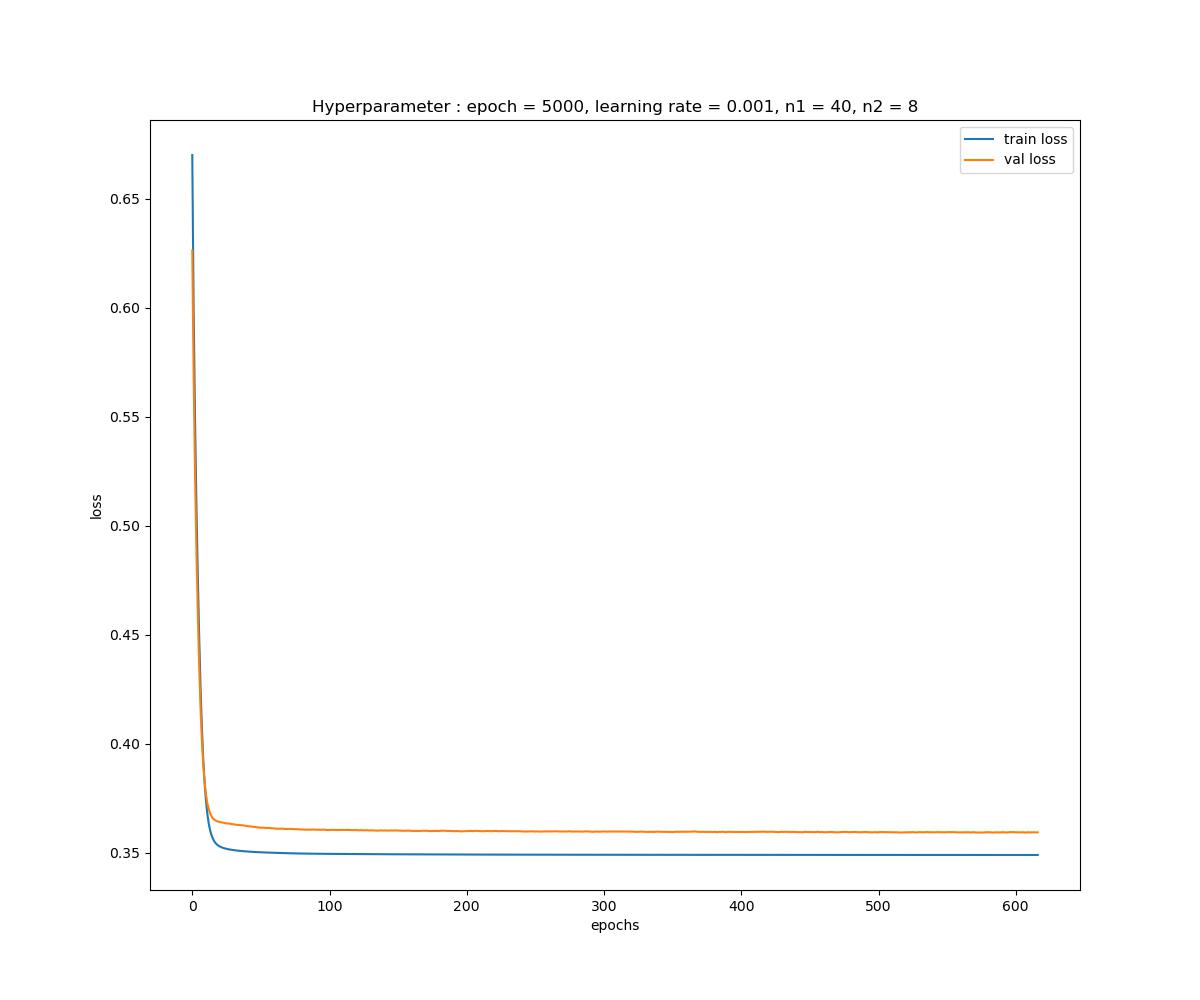 Hyperparameter : epoch = 5000, learning rate = 0.001, n1 = 40, n2 = 8
train loss
val loss
0.65
0.60
0.55
0.50
0.45
0.40
0.35
loss
0 100 200 300 400 500 600
epochs